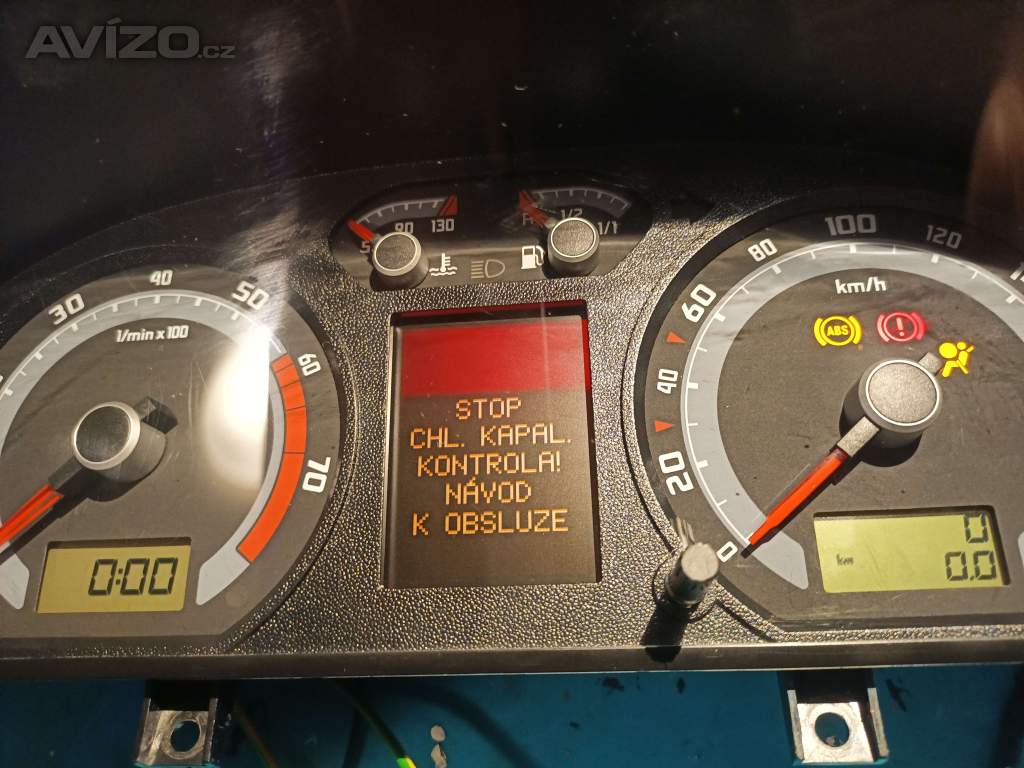 AVÍZO.cz
90 130
1/2
1/1
30 40 50 60 70
1/min x 100
0:00
STOP
CHL. KAPAL.
KONTROLA!
NÁVOD
K OBSLUZE
0 20 40 60 80 100 120
km/h
ABS
0
km 0.0